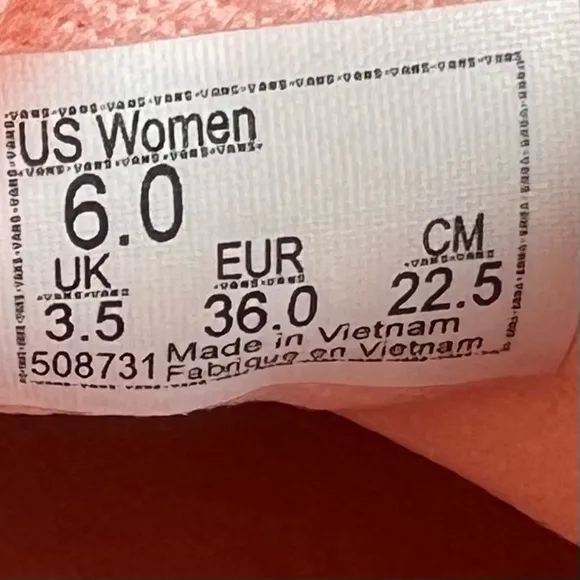 US Women
6.0
UK EUR CM
3.5 36.0 22.5
508731 Made in Vietnam
Fabrique en Vietnam